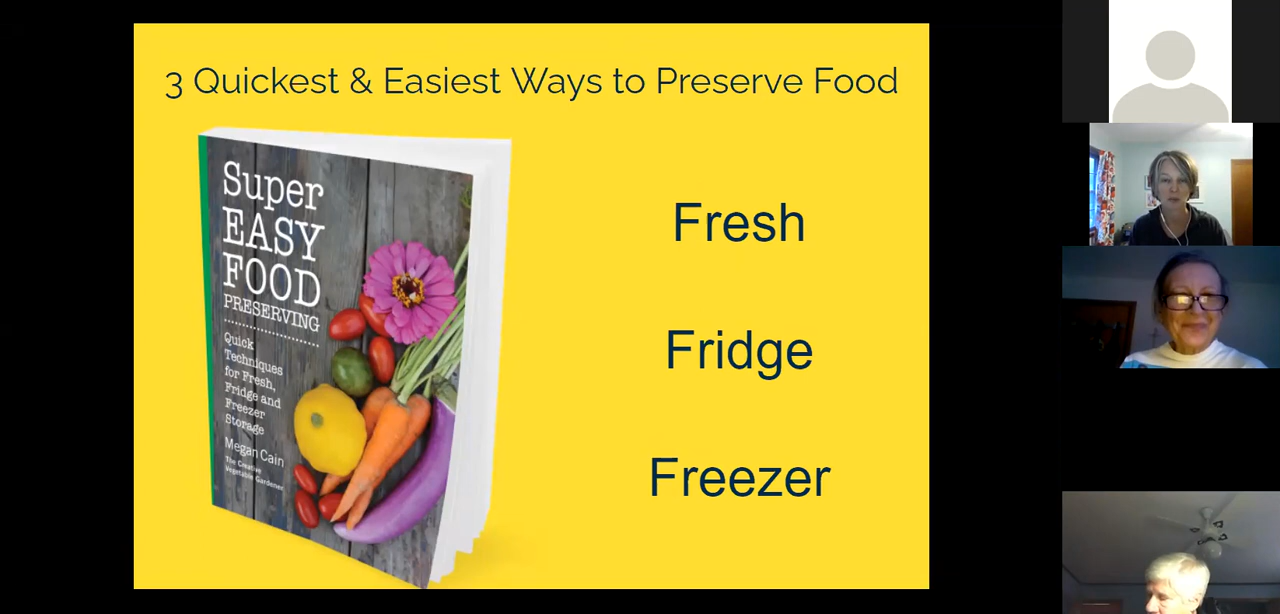 3 Quickest & Easiest Ways to Preserve Food
Super
EASY
FOOD
PRESERVING
Quick
Techniques
for Fresh,
Fridge and
Freezer
Storage
Megan Cain
The Creative
Vegetable Gardener
Fresh
Fridge
Freezer